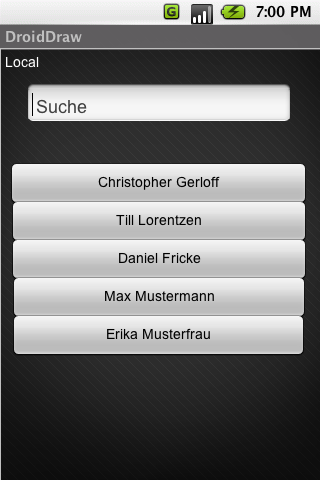 G
7:00 PM
DroidDraw
Local
Suche
Christopher Gerloff
Till Lorentzen
Daniel Fricke
Max Mustermann
Erika Musterfrau